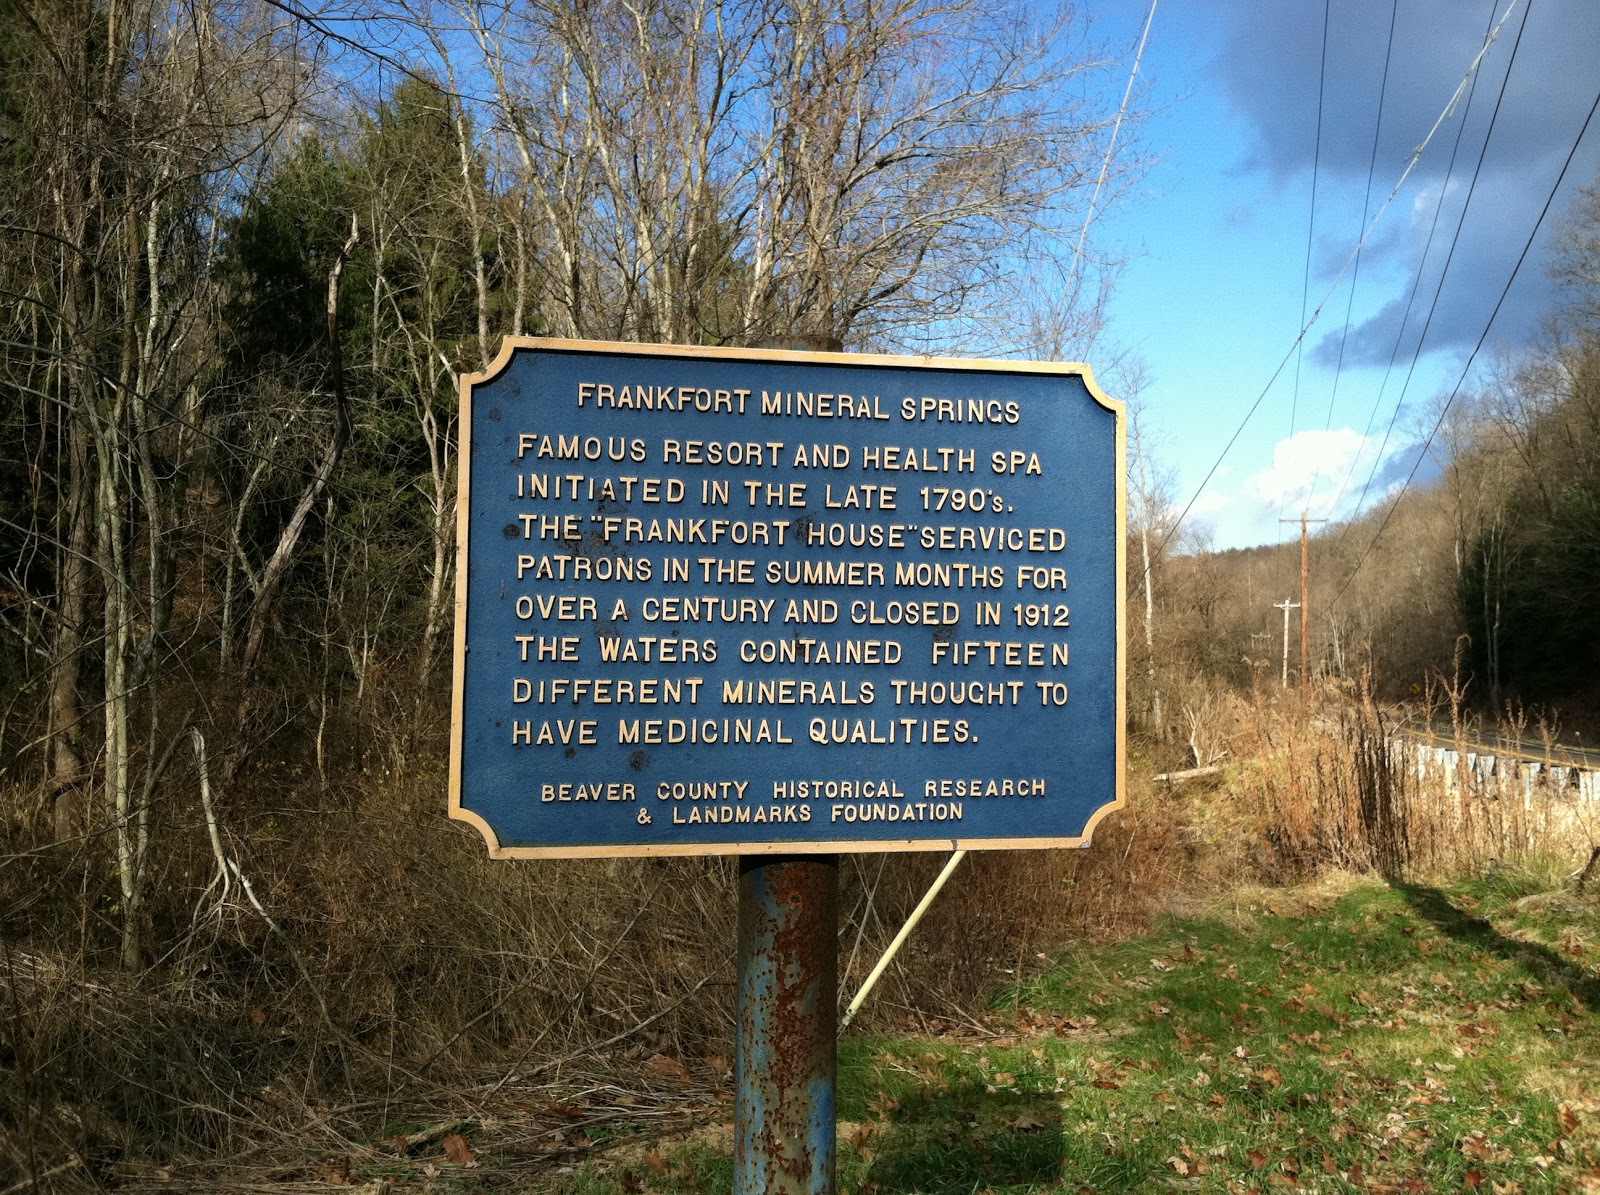 FRANKFORT MINERAL SPRINGS
FAMOUS RESORT AND HEALTH SPA
INITIATED IN THE LATE 1790's.
THE "FRANKFORT HOUSE" SERVICED
PATRONS IN THE SUMMER MONTHS FOR
OVER A CENTURY AND CLOSED IN 1912
THE WATERS CONTAINED FIFTEEN
DIFFERENT MINERALS THOUGHT TO
HAVE MEDICINAL QUALITIES.
BEAVER COUNTY HISTORICAL RESEARCH
& LANDMARKS FOUNDATION